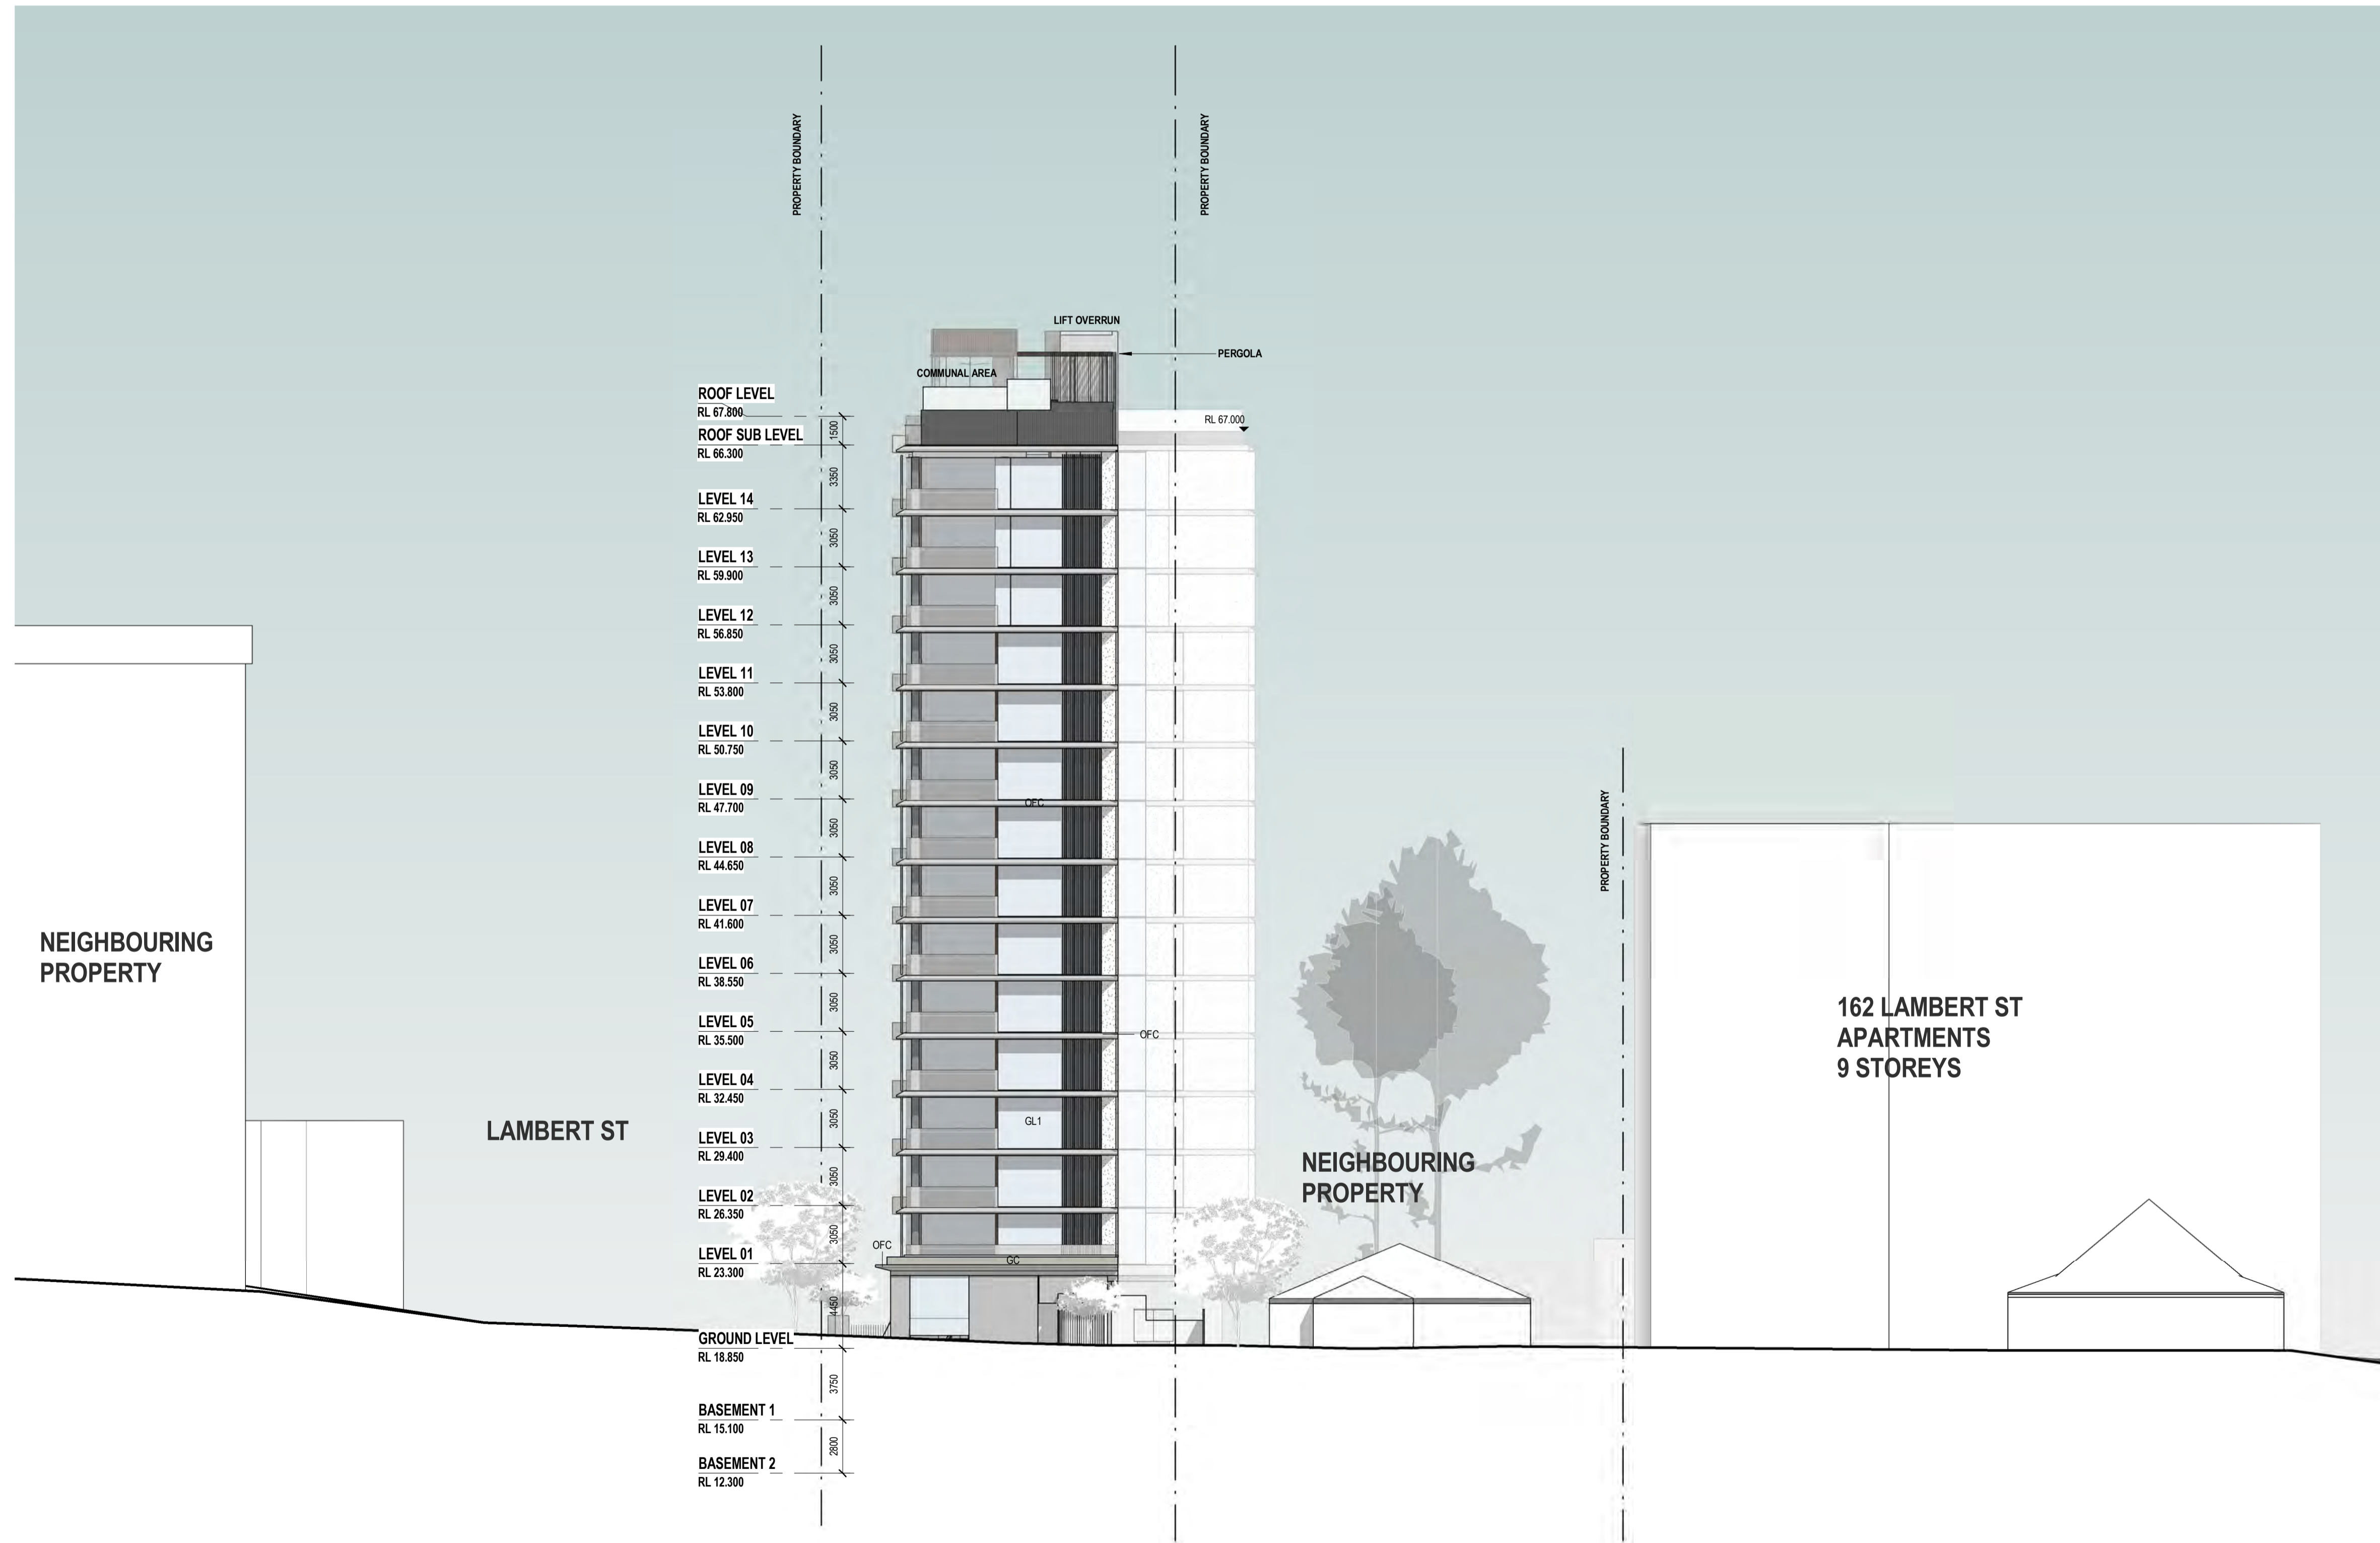 PROPERTY BOUNDARY
PROPERTY BOUNDARY
LIFT OVERRUN
PERGOLA
COMMUNAL AREA
ROOF LEVEL
RL 67.800
1500
RL 67.000
ROOF SUB LEVEL
RL 66.300
3350
LEVEL 14
RL 62.950
3050
LEVEL 13
RL 59.900
3050
LEVEL 12
RL 56.850
3050
LEVEL 11
RL 53.800
3050
LEVEL 10
RL 50.750
3050
LEVEL 09
RL 47.700
OFC
3050
PROPERTY BOUNDARY
LEVEL 08
RL 44.650
3050
LEVEL 07
RL 41.600
3050
NEIGHBOURING
PROPERTY
LEVEL 06
RL 38.550
3050
162 LAMBERT ST
APARTMENTS
9 STOREYS
LEVEL 05
RL 35.500
OFC
3050
LEVEL 04
RL 32.450
3050
GL1
LAMBERT ST
LEVEL 03
RL 29.400
3050
NEIGHBOURING
PROPERTY
LEVEL 02
RL 26.350
3050
OFC
GC
LEVEL 01
RL 23.300
4450
GROUND LEVEL
RL 18.850
3750
BASEMENT 1
RL 15.100
2800
BASEMENT 2
RL 12.300